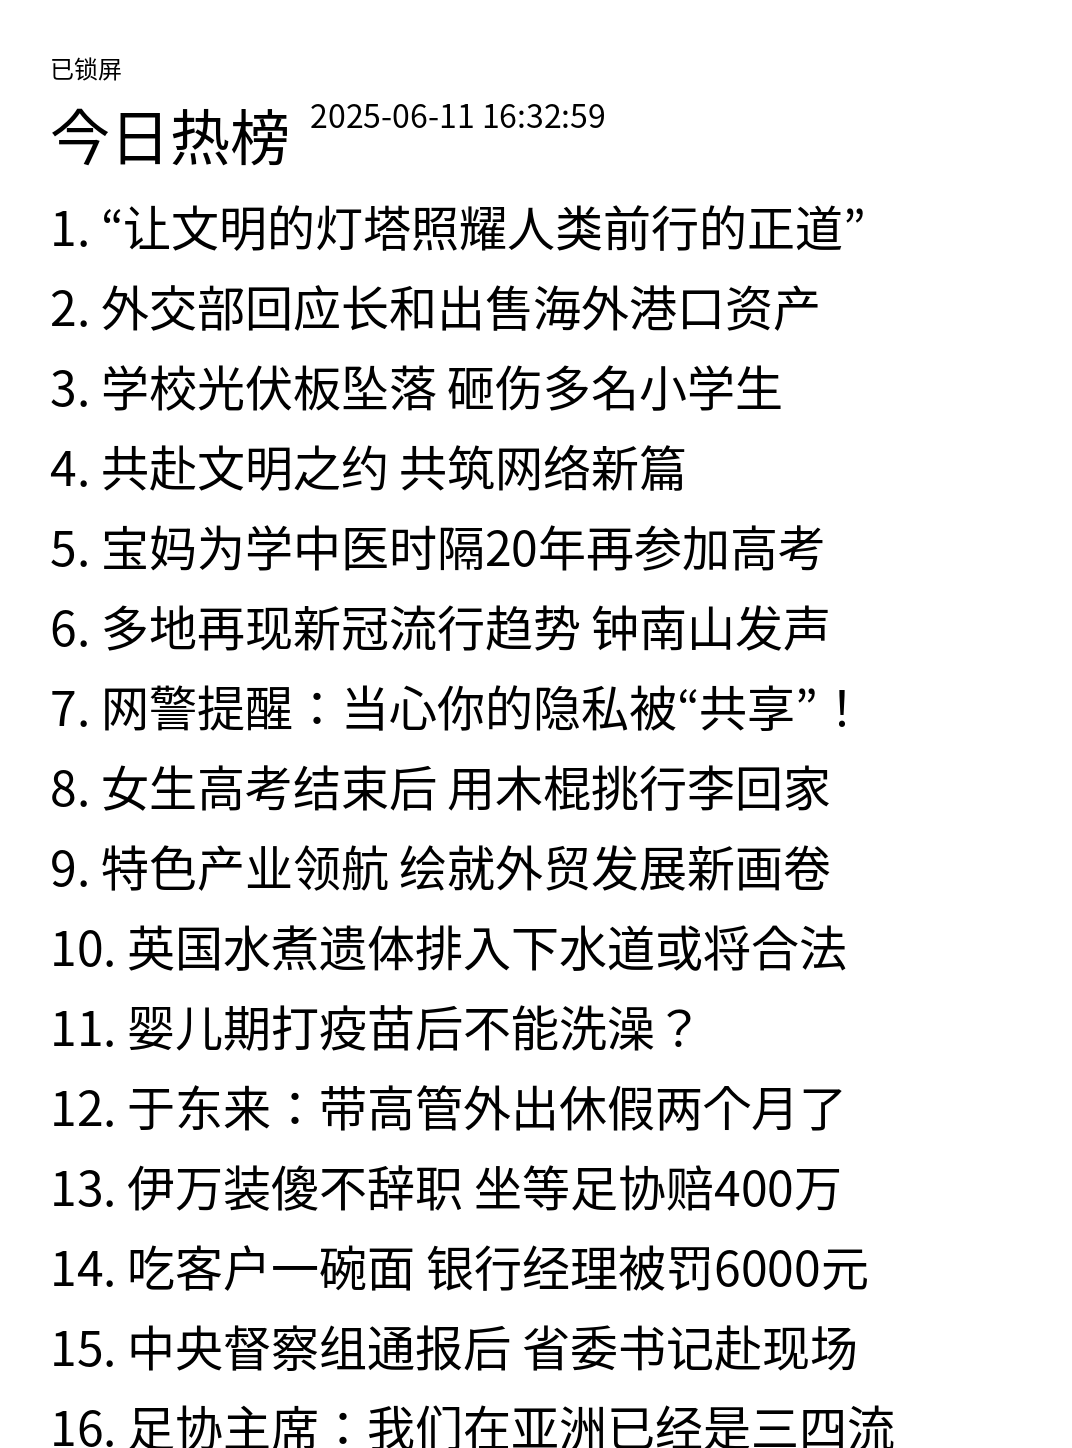 已锁屏
今日热榜 2025-06-11 16:32:59
1. “让文明的灯塔照耀人类前行的正道”
2. 外交部回应长和出售海外港口资产
3. 学校光伏板坠落 砸伤多名小学生
4. 共赴文明之约 共筑网络新篇
5. 宝妈为学中医时隔20年再参加高考
6. 多地再现新冠流行趋势 钟南山发声
7. 网警提醒：当心你的隐私被“共享”！
8. 女生高考结束后 用木棍挑行李回家
9. 特色产业领航 绘就外贸发展新画卷
10. 英国水煮遗体排入下水道或将合法
11. 婴儿期打疫苗后不能洗澡？
12. 于东来：带高管外出休假两个月了
13. 伊万装傻不辞职 坐等足协赔400万
14. 吃客户一碗面 银行经理被罚6000元
15. 中央督察组通报后 省委书记赴现场
16. 足协主席：我们在亚洲已经是三四流